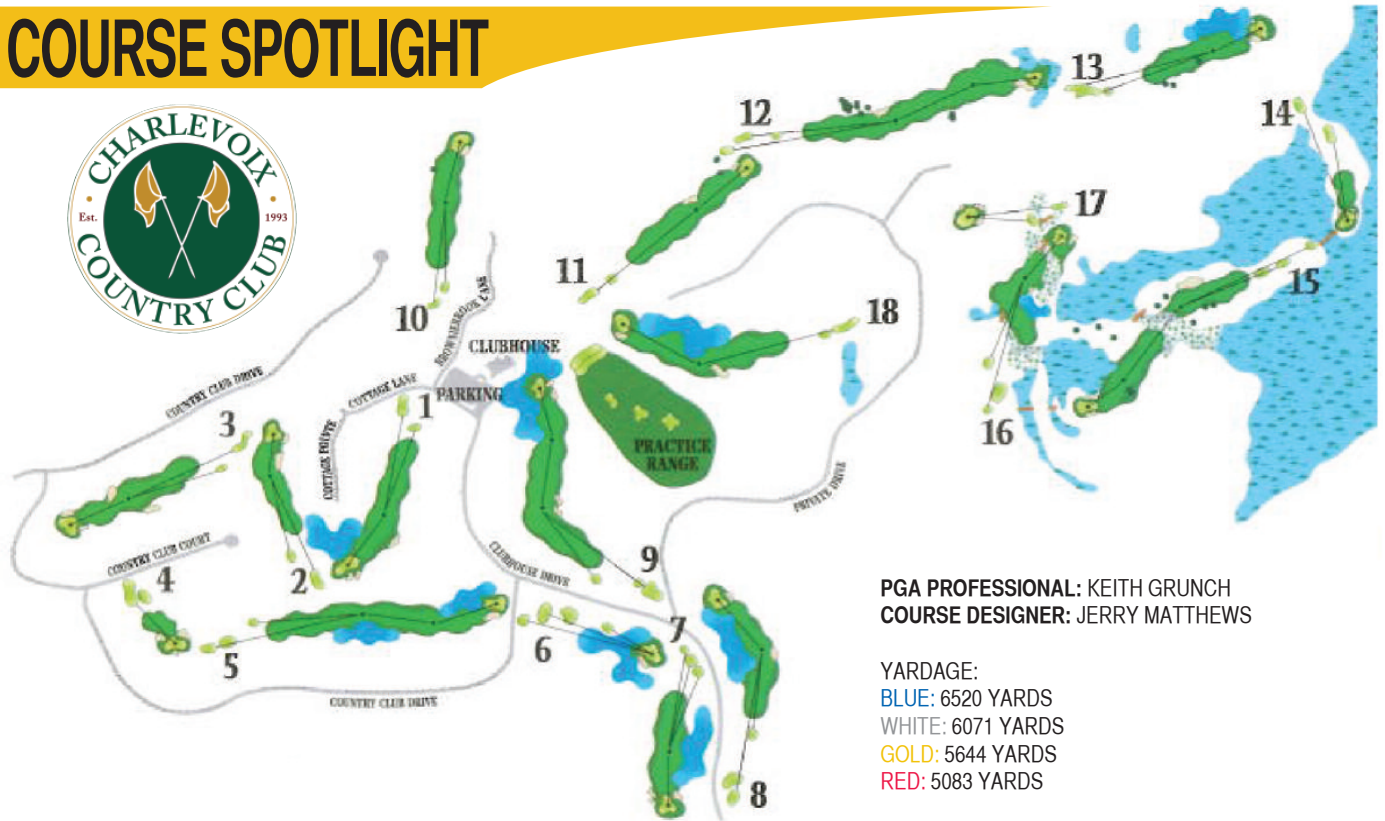 COURSE SPOTLIGHT
CHARLEVOIX
COUNTRY CLUB
Est.
1993
1
2
3
4
5
6
7
8
9
10
11
12
13
14
15
16
17
18
CLUBHOUSE
PARKING
PRACTICE
RANGE
COUNTRY CLUB DRIVE
COTTAGE LANE
COTTAGE POINTE
COUNTRY CLUB COURT
CLUBHOUSE DRIVE
PRIVATE DRIVE
COUNTRY CLUB DRIVE
PGA PROFESSIONAL: KEITH GRUNCH
COURSE DESIGNER: JERRY MATTHEWS
YARDAGE:
BLUE: 6520 YARDS
WHITE: 6071 YARDS
GOLD: 5644 YARDS
RED: 5083 YARDS